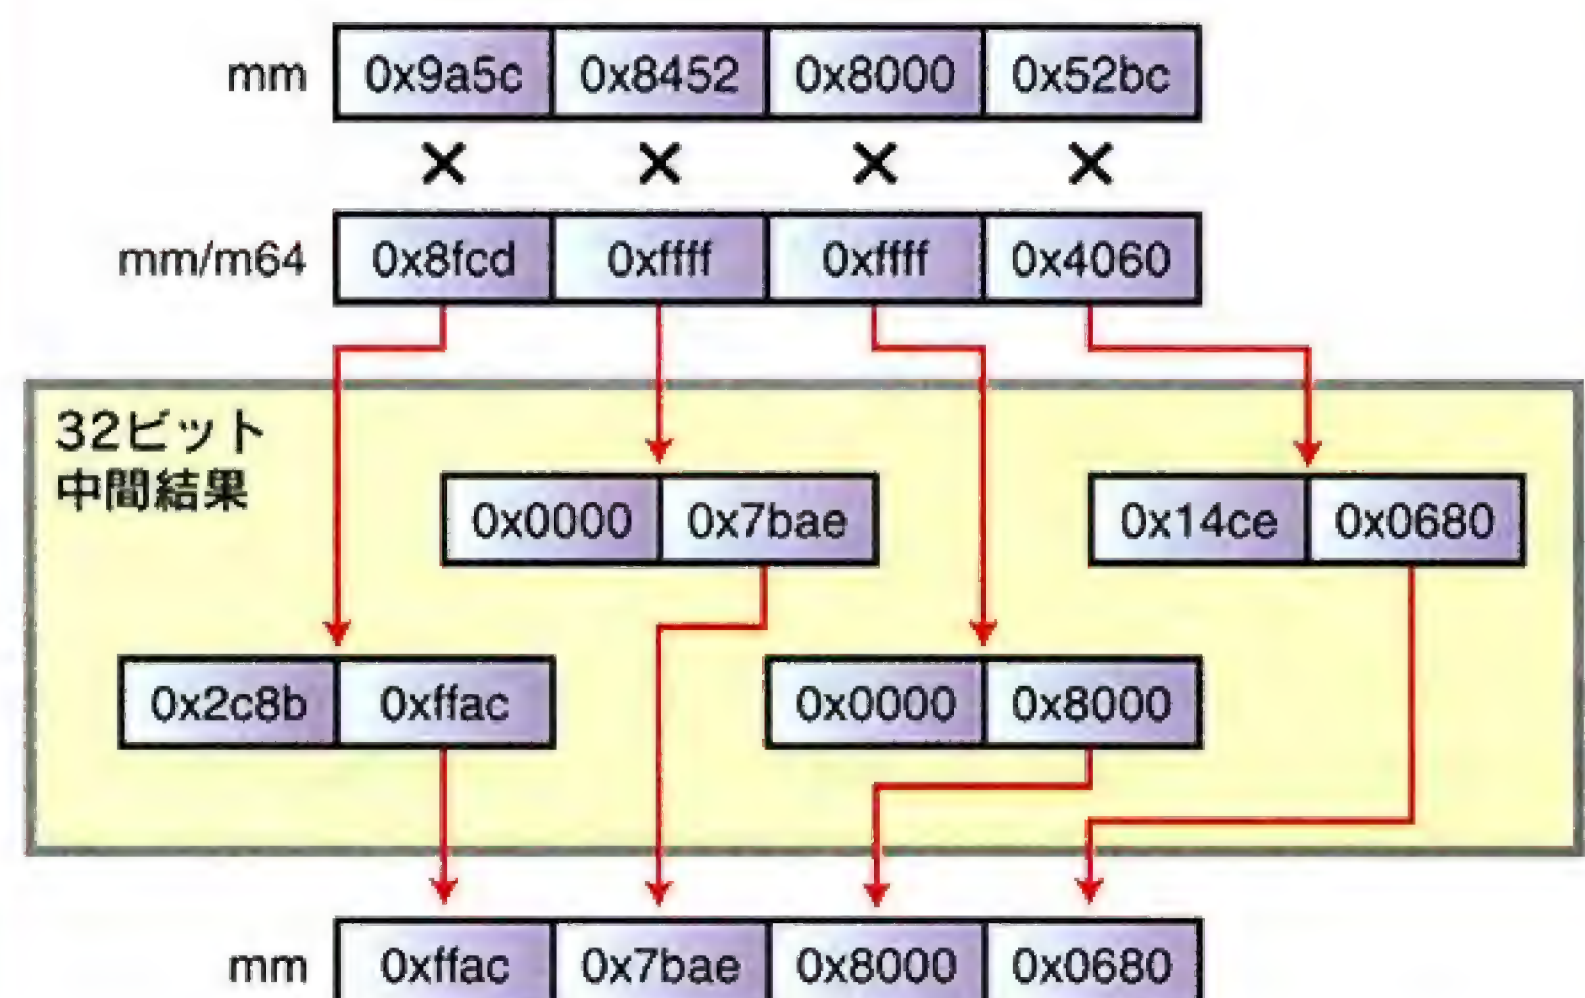 mm 0x9a5c 0x8452 0x8000 0x52bc
× × × ×
mm/m64 0x8fcd 0xffff 0xffff 0x4060
32ビット
中間結果
0x0000 0x7bae 0x14ce 0x0680
0x2c8b 0xffac 0x0000 0x8000
mm 0xffac 0x7bae 0x8000 0x0680